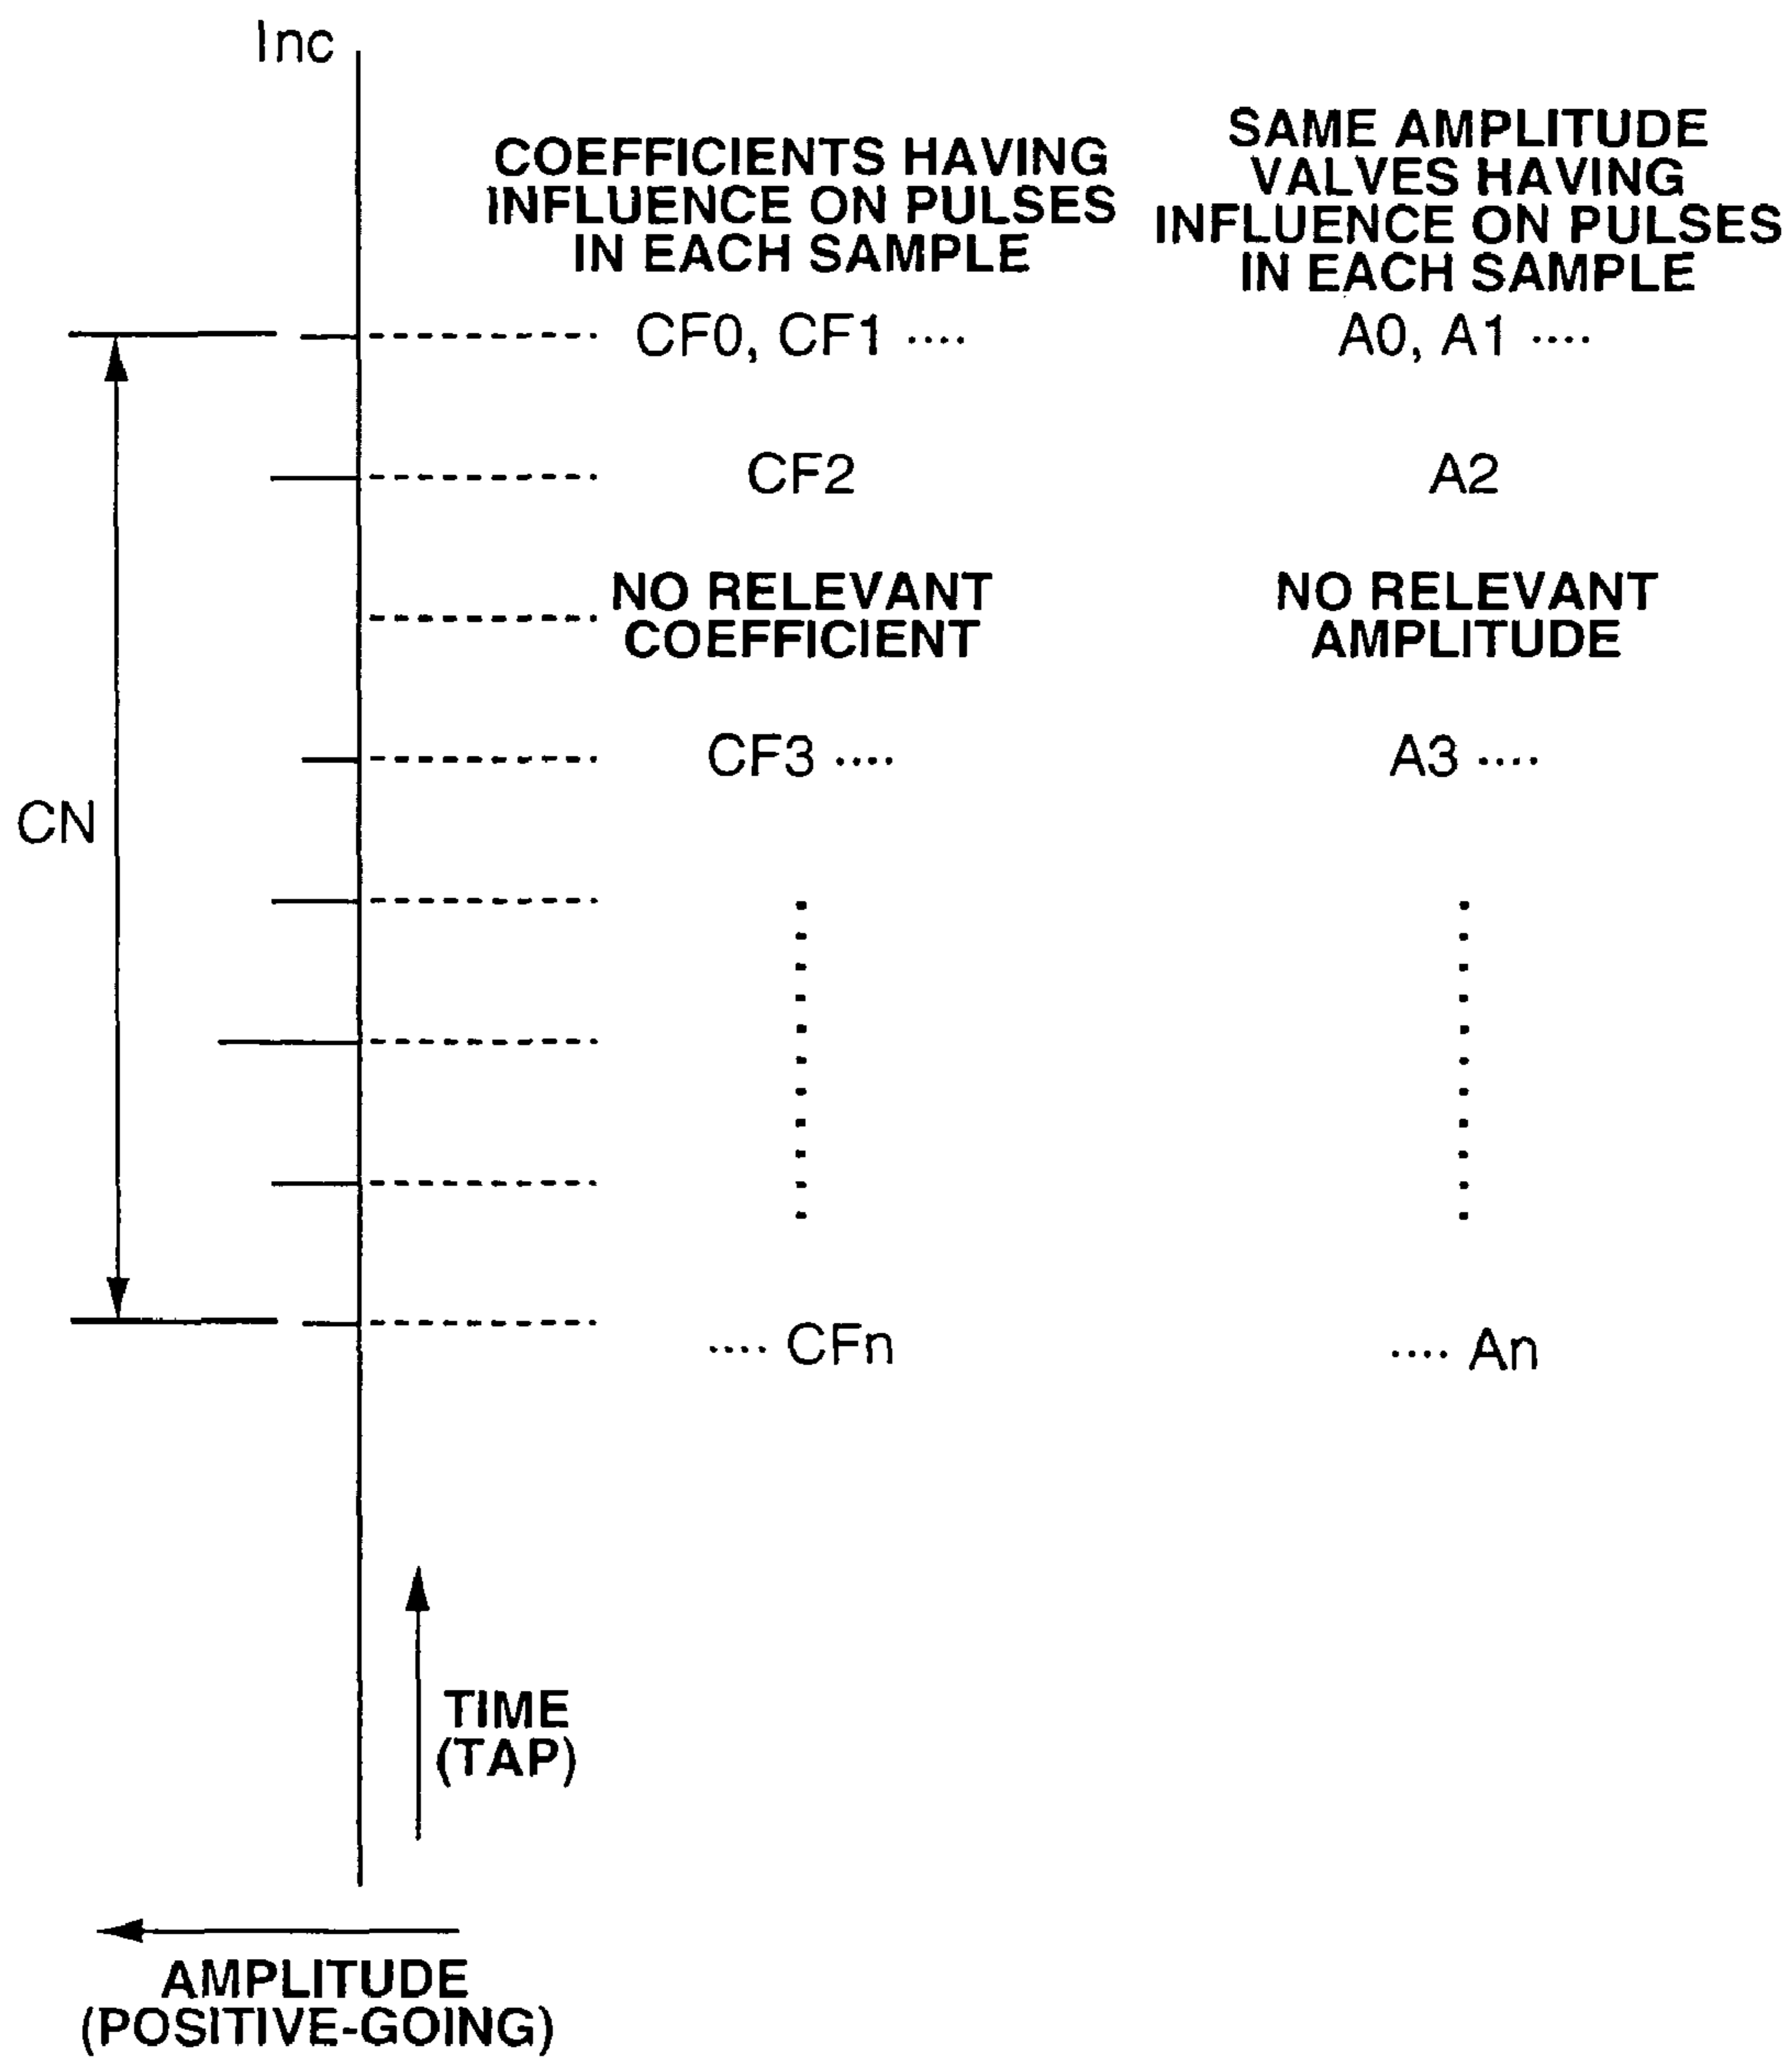 Inc
COEFFICIENTS HAVING
INFLUENCE ON PULSES
IN EACH SAMPLE
SAME AMPLITUDE
VALVES HAVING
INFLUENCE ON PULSES
IN EACH SAMPLE
CF0, CF1 ····
A0, A1 ····
CF2
A2
NO RELEVANT
COEFFICIENT
NO RELEVANT
AMPLITUDE
CF3 ····
A3 ····
CN
···· CFn
···· An
TIME
(TAP)
AMPLITUDE
(POSITIVE-GOING)